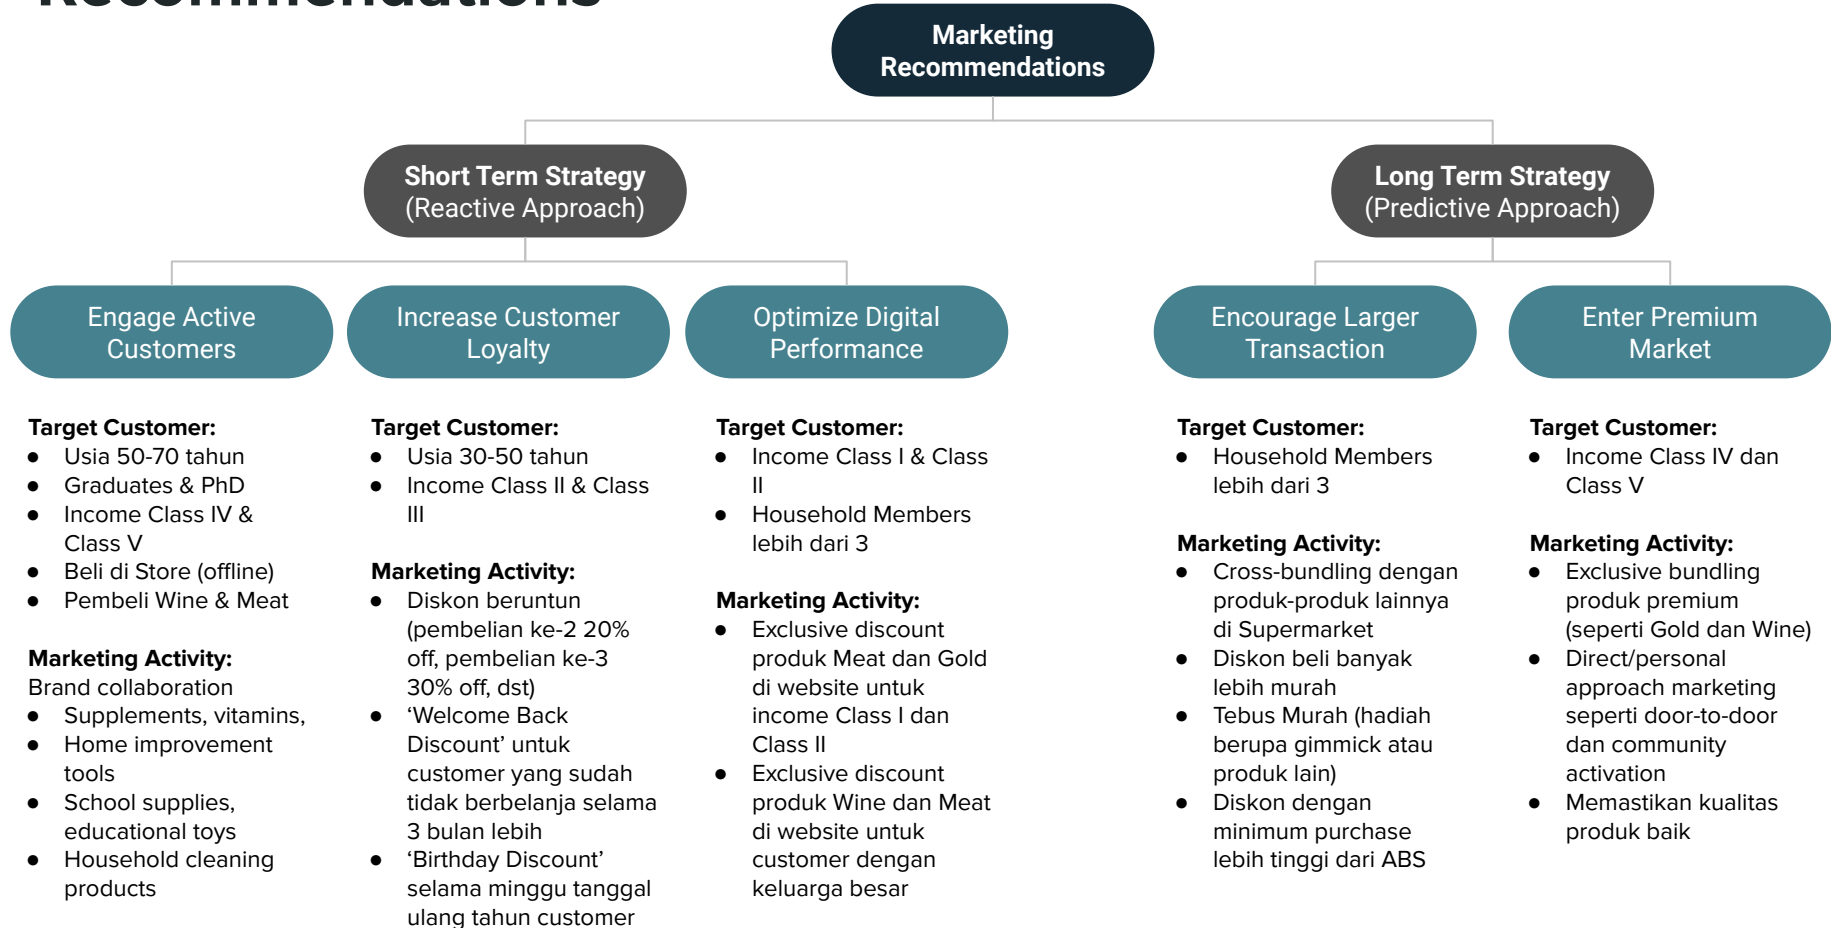 Recommendations
Marketing
Recommendations
Short Term Strategy
(Reactive Approach)
Long Term Strategy
(Predictive Approach)
Engage Active
Customers
Increase Customer
Loyalty
Optimize Digital
Performance
Encourage Larger
Transaction
Enter Premium
Market
Target Customer:
● Usia 50-70 tahun
● Graduates & PhD
● Income Class IV &
Class V
● Beli di Store (offline)
● Pembeli Wine & Meat
Marketing Activity:
Brand collaboration
● Supplements, vitamins,
● Home improvement
tools
● School supplies,
educational toys
● Household cleaning
products
Target Customer:
● Usia 30-50 tahun
● Income Class II & Class
III
Marketing Activity:
● Diskon beruntun
(pembelian ke-2 20%
off, pembelian ke-3
30% off, dst)
● ‘Welcome Back
Discount’ untuk
customer yang sudah
tidak berbelanja selama
3 bulan lebih
● ‘Birthday Discount’
selama minggu tanggal
ulang tahun customer
Target Customer:
● Income Class I & Class
II
● Household Members
lebih dari 3
Marketing Activity:
● Exclusive discount
produk Meat dan Gold
di website untuk
income Class I dan
Class II
● Exclusive discount
produk Wine dan Meat
di website untuk
customer dengan
keluarga besar
Target Customer:
● Household Members
lebih dari 3
Marketing Activity:
● Cross-bundling dengan
produk-produk lainnya
di Supermarket
● Diskon beli banyak
lebih murah
● Tebus Murah (hadiah
berupa gimmick atau
produk lain)
● Diskon dengan
minimum purchase
lebih tinggi dari ABS
Target Customer:
● Income Class IV dan
Class V
Marketing Activity:
● Exclusive bundling
produk premium
(seperti Gold dan Wine)
● Direct/personal
approach marketing
seperti door-to-door
dan community
activation
● Memastikan kualitas
produk baik